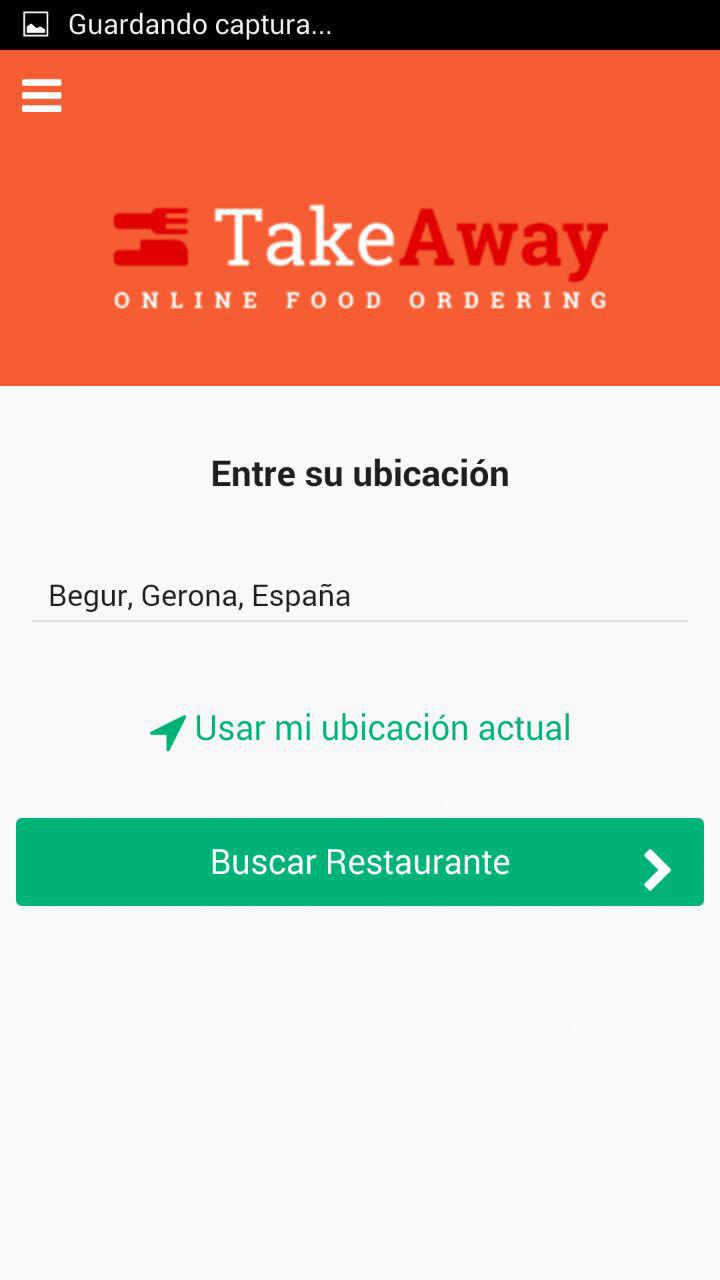 Guardando captura...
TakeAway
ONLINE FOOD ORDERING
Entre su ubicación
Begur, Gerona, España
Usar mi ubicación actual
Buscar Restaurante